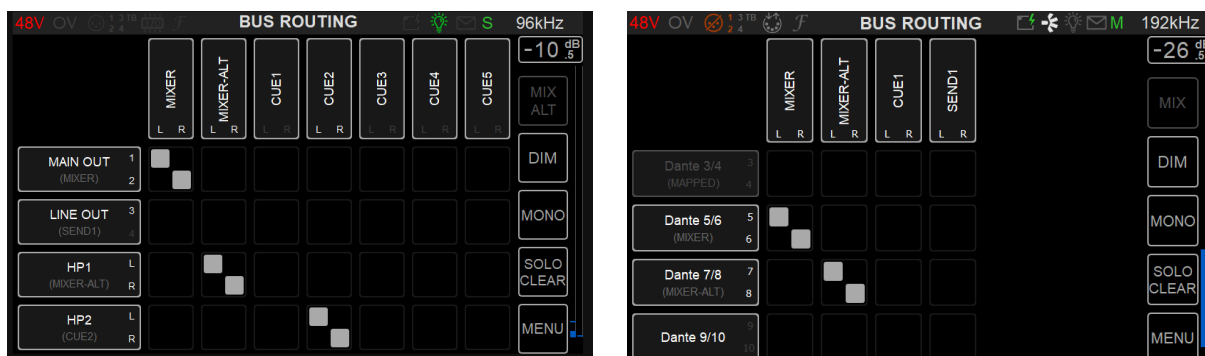 48V OV 1 3 TB 2 4 F BUS ROUTING S 96kHz
-10 dB .5
MIXER MIXER-ALT CUE1 CUE2 CUE3 CUE4 CUE5
L R L R L R L R L R L R L R
MIX
ALT
MAIN OUT 1
(MIXER) 2
DIM
LINE OUT 3
(SEND1) 4
MONO
HP1 L
(MIXER-ALT) R
SOLO
CLEAR
HP2 L
(CUE2) R
MENU
48V OV 1 3 TB 2 4 F BUS ROUTING M 192kHz
-26 dB .5
MIXER MIXER-ALT CUE1 SEND1
L R L R L R L R
MIX
Dante 3/4 3
(MAPPED) 4
DIM
Dante 5/6 5
(MIXER) 6
MONO
Dante 7/8 7
(MIXER-ALT) 8
SOLO
CLEAR
Dante 9/10 9
10
MENU